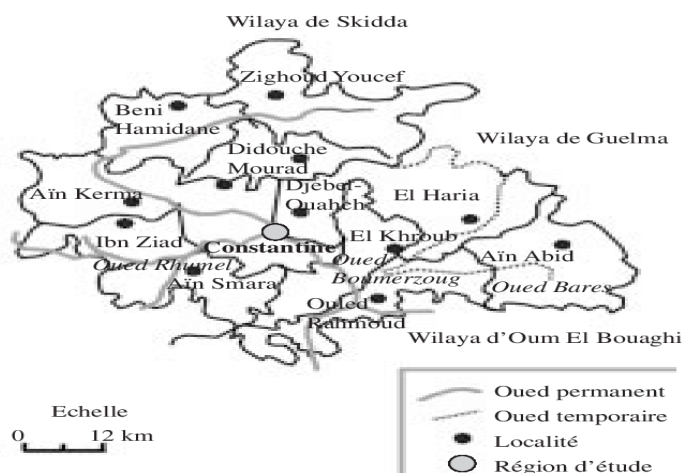 Wilaya de Skidda
Zighoud Youcef
Beni
Hamidane
Wilaya de Guelma
Didouche
Mourad
Aïn Kerma
Djebel-
Ouahch
El Haria
Ibn Ziad
Constantine
El Khroub
Aïn Abid
Oued Rhumel
Oued
Boumerzoug
Aïn Smara
Oued Bares
Ouled
Rahmoud
Wilaya d'Oum El Bouaghi
Echelle
0 12 km
Oued permanent
Oued temporaire
Localité
Région d'étude